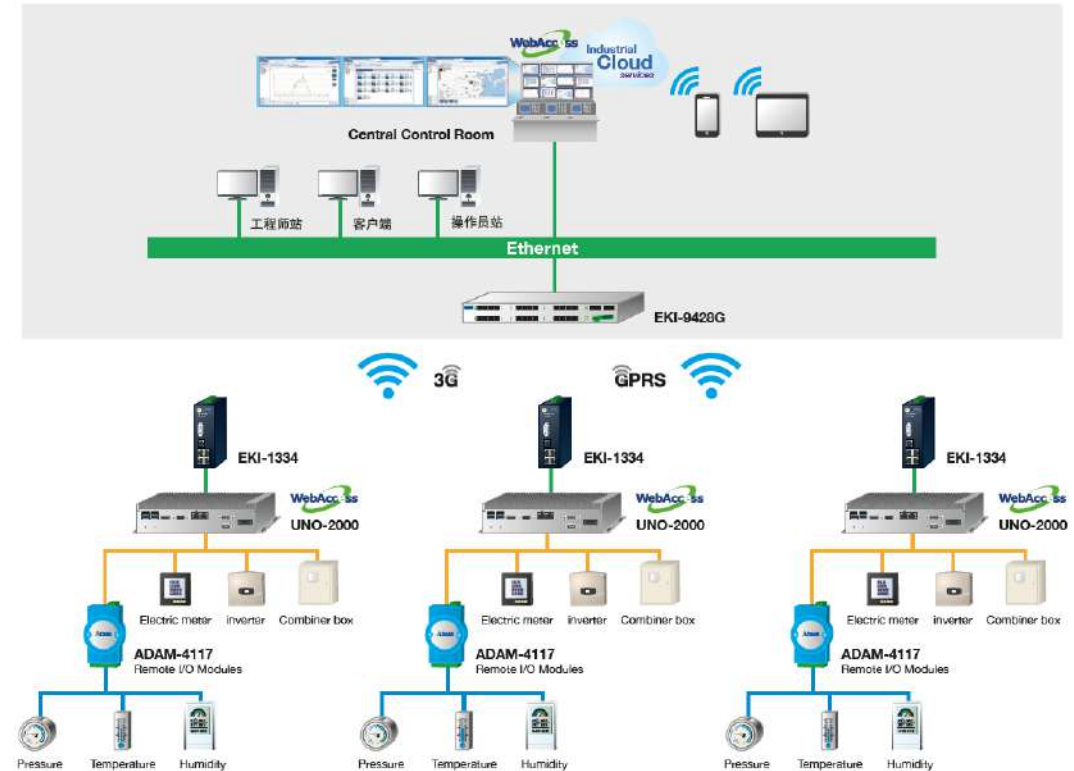 WebAccess
Industrial
Cloud
services
Central Control Room
工程师站
客户端
操作员站
Ethernet
EKI-9428G
3G
GPRS
EKI-1334
EKI-1334
EKI-1334
WebAccess
UNO-2000
WebAccess
UNO-2000
WebAccess
UNO-2000
Electric meter
inverter
Combiner box
Electric meter
inverter
Combiner box
Electric meter
inverter
Combiner box
ADAM
ADAM-4117
Remote I/O Modules
ADAM
ADAM-4117
Remote I/O Modules
ADAM
ADAM-4117
Remote I/O Modules
Pressure
Temperature
Humidity
Pressure
Temperature
Humidity
Pressure
Temperature
Humidity